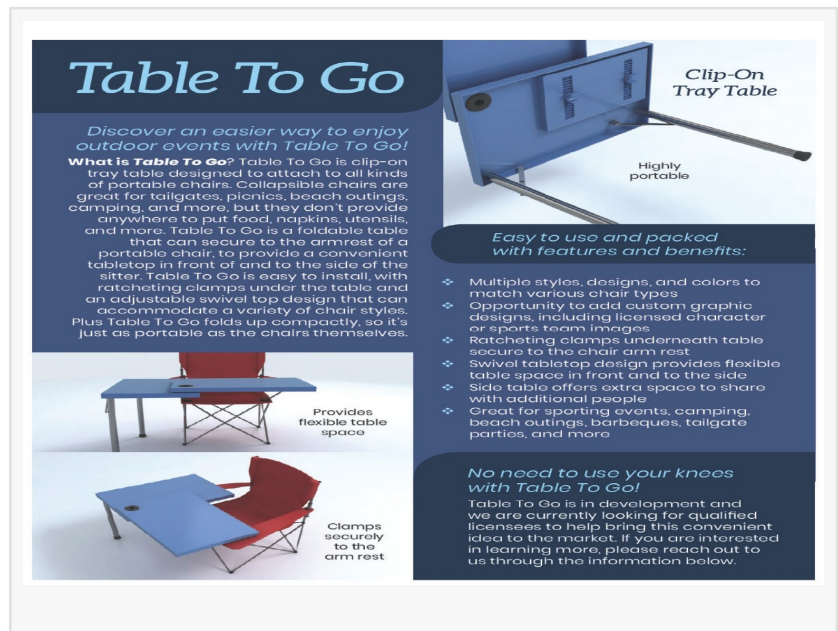 Table To Go
Discover an easier way to enjoy
outdoor events with Table To Go!
What is Table To Go? Table To Go is clip-on
tray table designed to attach to all kinds
of portable chairs. Collapsible chairs are
great for tailgates, picnics, beach outings,
camping, and more, but they don't provide
anywhere to put food, napkins, utensils,
and more. Table To Go is a foldable table
that can secure to the armrest of a
portable chair, to provide a convenient
tabletop in front of and to the side of the
sitter. Table To Go is easy to install, with
ratcheting clamps under the table and
an adjustable swivel top design that can
accommodate a variety of chair styles.
Plus Table To Go folds up compactly, so it's
just as portable as the chairs themselves.
Provides
flexible table
space
Clamps
securely
to the
arm rest
Clip-On
Tray Table
Highly
portable
Easy to use and packed
with features and benefits:
❖ Multiple styles, designs, and colors to
match various chair types
❖ Opportunity to add custom graphic
designs, including licensed character
or sports team images
❖ Ratcheting clamps underneath table
secure to the chair arm rest
❖ Swivel tabletop design provides flexible
table space in front and to the side
❖ Side table offers extra space to share
with additional people
❖ Great for sporting events, camping,
beach outings, barbeques, tailgate
parties, and more
No need to use your knees
with Table To Go!
Table To Go is in development and
we are currently looking for qualified
licensees to help bring this convenient
idea to the market. If you are interested
in learning more, please reach out to
us through the information below.